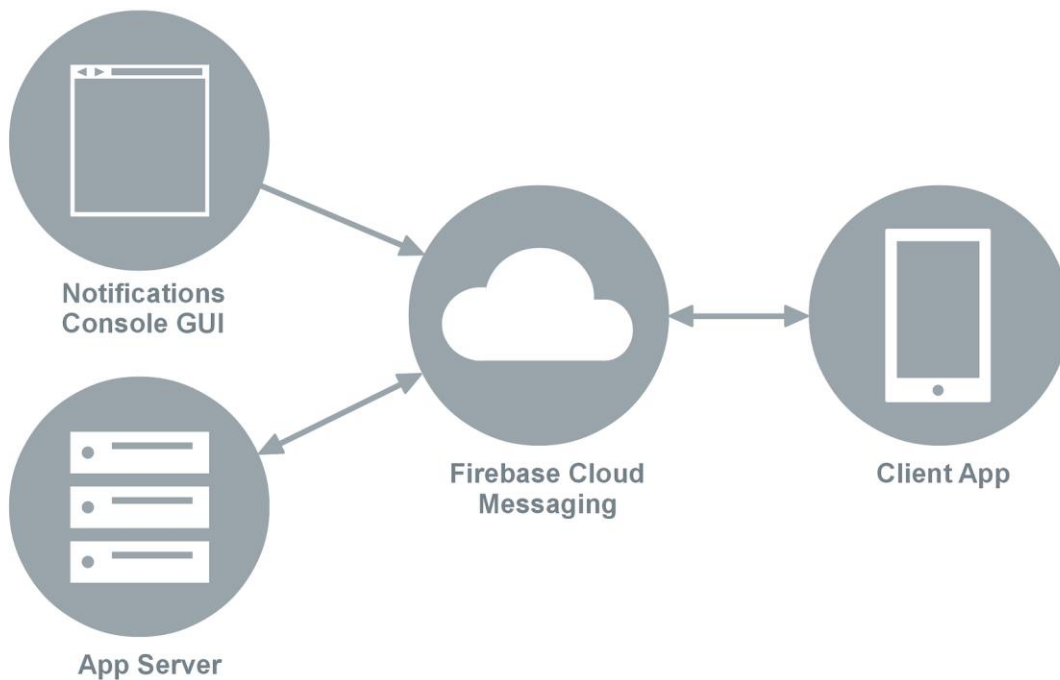 Notifications
Console GUI
Firebase Cloud
Messaging
Client App
App Server